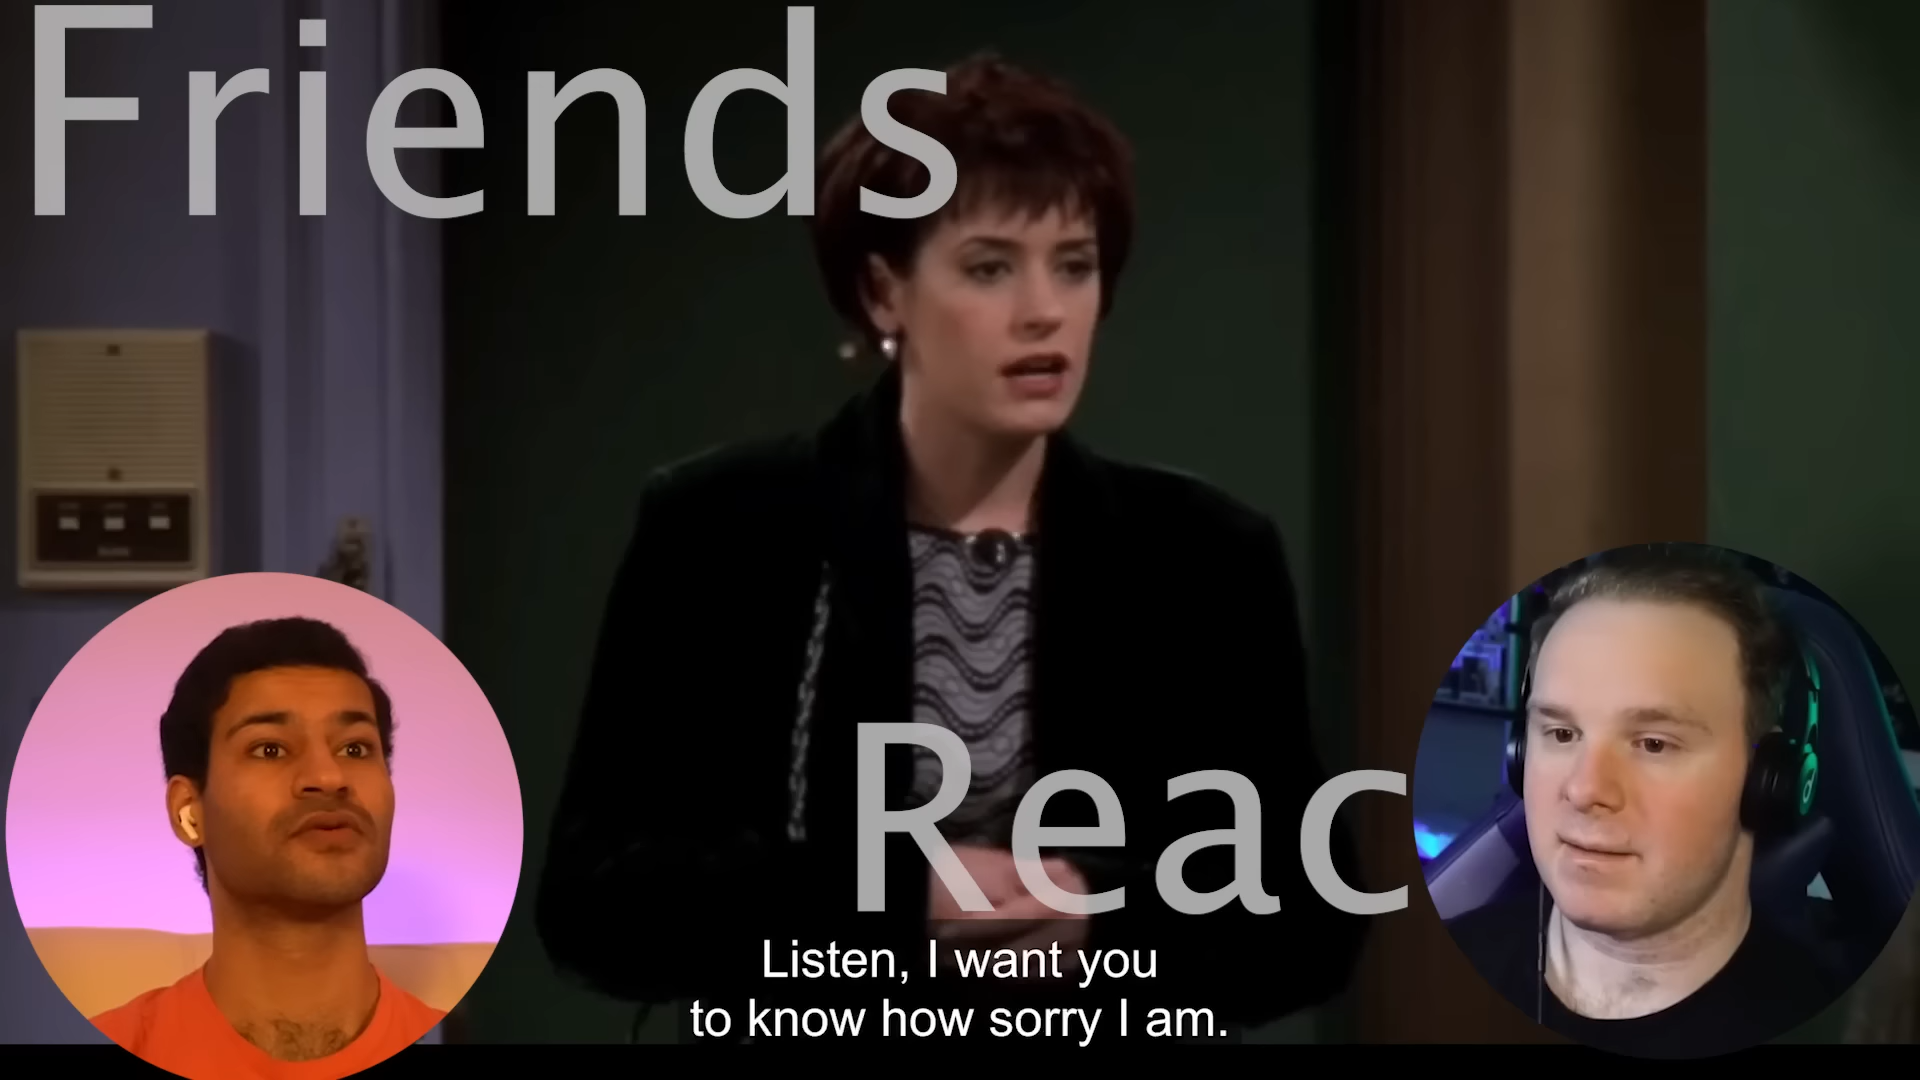 Friends
Reac
Listen, I want you
to know how sorry I am.